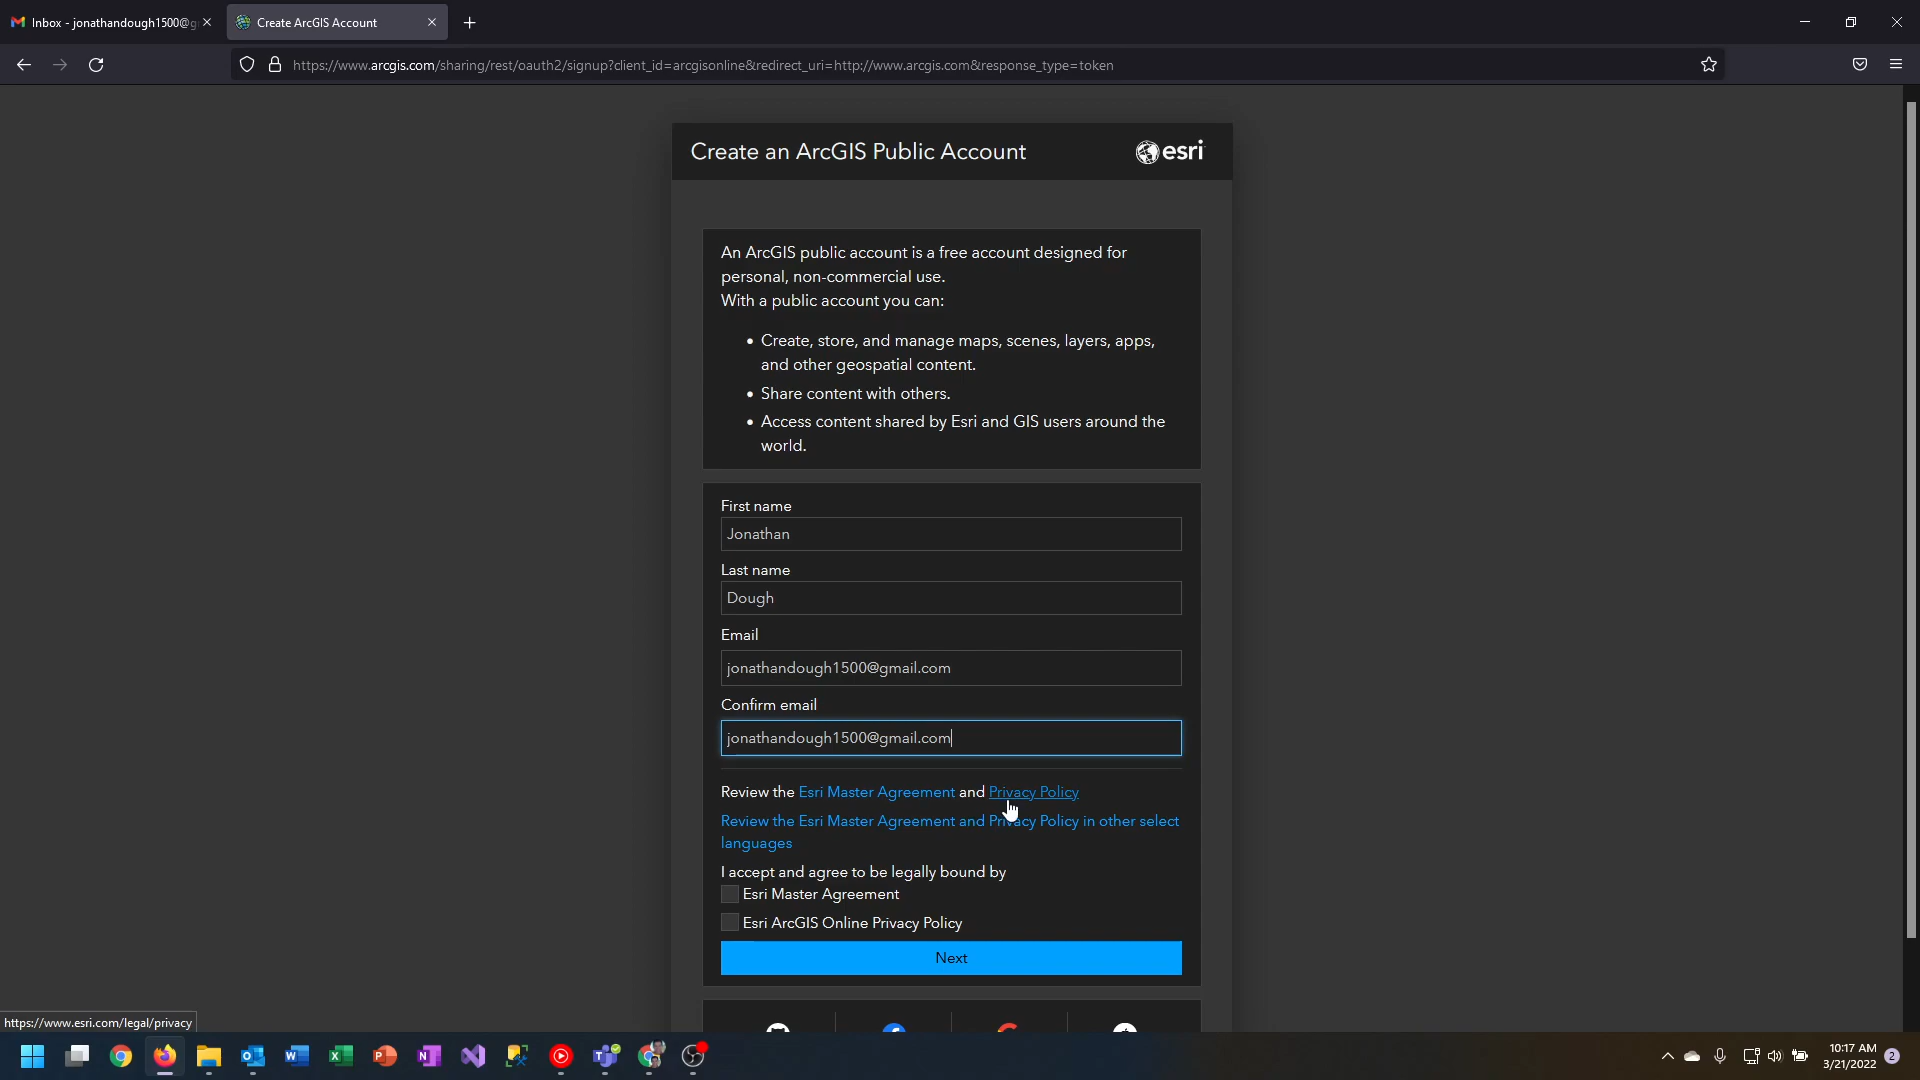 Inbox - jonathandough1500@g
Create ArcGIS Account
https://www.arcgis.com/sharing/rest/oauth2/signup?client_id=arcgisonline&redirect_uri=http://www.arcgis.com&response_type=token
Create an ArcGIS Public Account
esri
An ArcGIS public account is a free account designed for
personal, non-commercial use.
With a public account you can:
• Create, store, and manage maps, scenes, layers, apps,
and other geospatial content.
• Share content with others.
• Access content shared by Esri and GIS users around the
world.
First name
Jonathan
Last name
Dough
Email
jonathandough1500@gmail.com
Confirm email
jonathandough1500@gmail.com
Review the Esri Master Agreement and Privacy Policy
Review the Esri Master Agreement and Privacy Policy in other select
languages
I accept and agree to be legally bound by
Esri Master Agreement
Esri ArcGIS Online Privacy Policy
Next
https://www.esri.com/legal/privacy
10:17 AM
3/21/2022
2